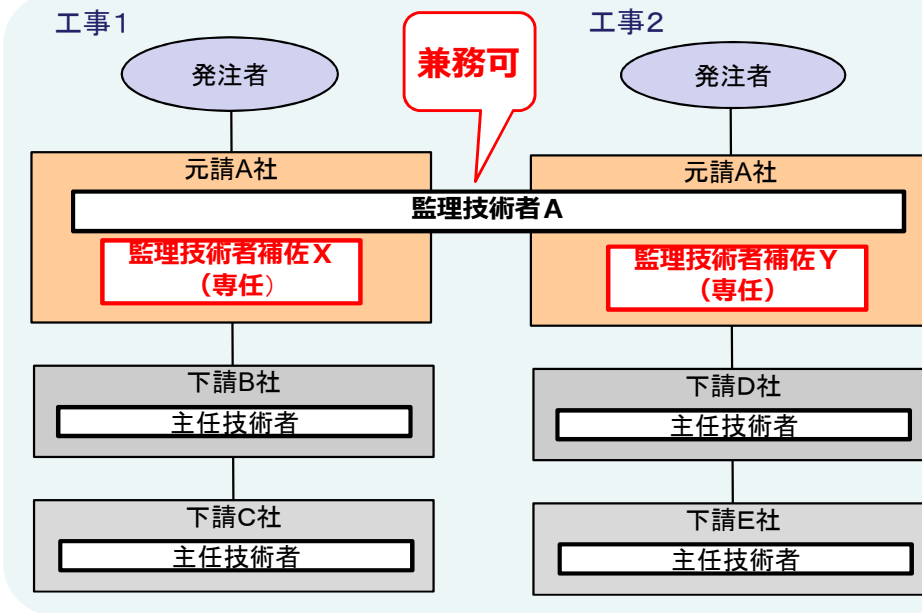 工事1
工事2
発注者
兼務可
発注者
元請A社
元請A社
監理技術者A
監理技術者補佐X
（専任）
監理技術者補佐Y
（専任）
下請B社
主任技術者
下請D社
主任技術者
下請C社
主任技術者
下請E社
主任技術者